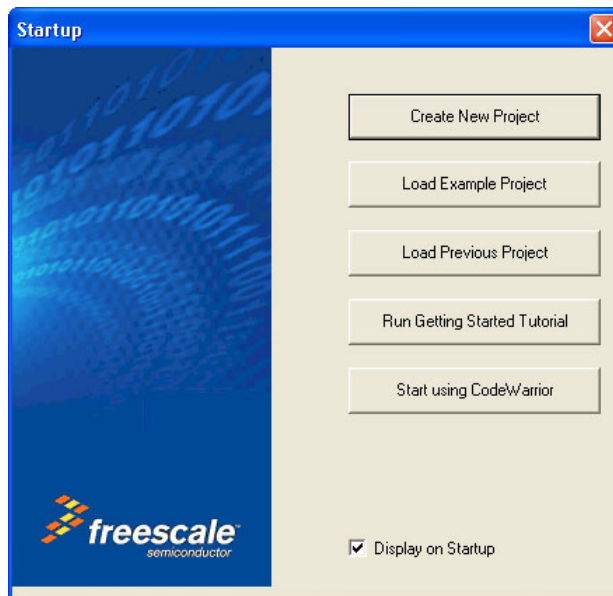 Startup
Create New Project
Load Example Project
Load Previous Project
Run Getting Started Tutorial
Start using CodeWarrior
freescale™
semiconductor
Display on Startup